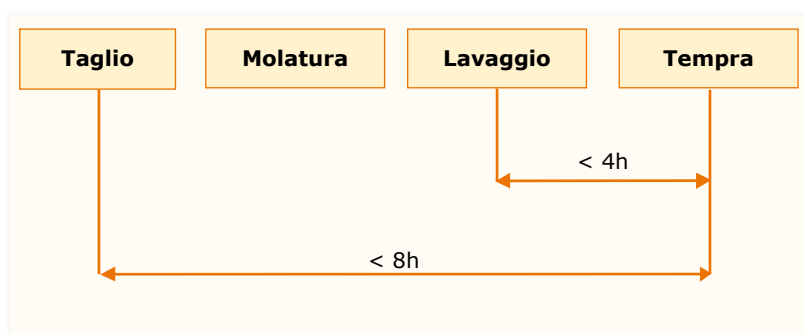 Taglio
Molatura
Lavaggio
Tempra
< 4h
< 8h